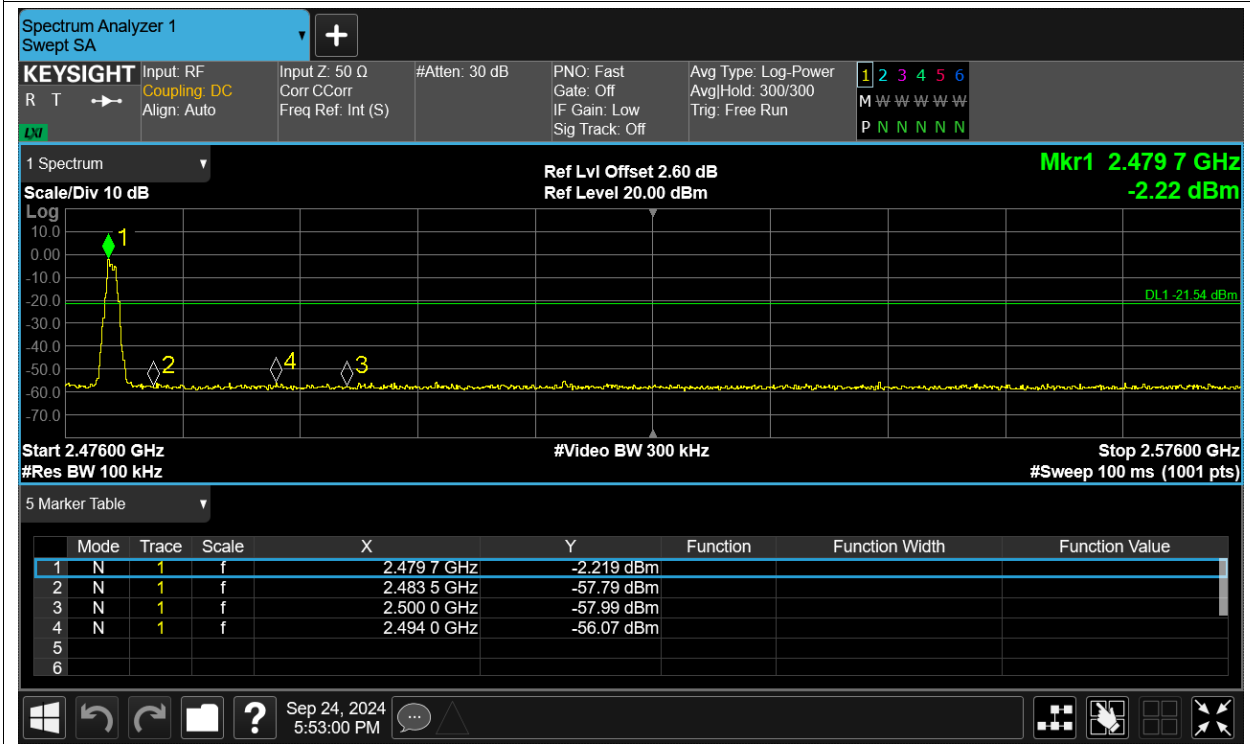 Spectrum Analyzer 1
Swept SA
+
KEYSIGHT Input: RF Input Z: 50 Ω #Atten: 30 dB PNO: Fast Avg Type: Log-Power 1 2 3 4 5 6
R T Coupling: DC Corr CCorr Gate: Off Avg|Hold: 300/300 M W W W W W
Align: Auto Freq Ref: Int (S) IF Gain: Low Trig: Free Run
LXI Sig Track: Off P N N N N N
1 Spectrum Ref Lvl Offset 2.60 dB Mkr1 2.479 7 GHz
Scale/Div 10 dB Ref Level 20.00 dBm -2.22 dBm
Log
10.0
1
0.00
-10.0
-20.0 DL1 -21.54 dBm
-30.0
-40.0
2 4 3
-50.0
-60.0
-70.0
Start 2.47600 GHz #Video BW 300 kHz Stop 2.57600 GHz
#Res BW 100 kHz #Sweep 100 ms (1001 pts)
5 Marker Table
Mode Trace Scale X Y Function Function Width Function Value
1 N 1 f 2.479 7 GHz -2.219 dBm
2 N 1 f 2.483 5 GHz -57.79 dBm
3 N 1 f 2.500 0 GHz -57.99 dBm
4 N 1 f 2.494 0 GHz -56.07 dBm
5
6
? Sep 24, 2024
5:53:00 PM